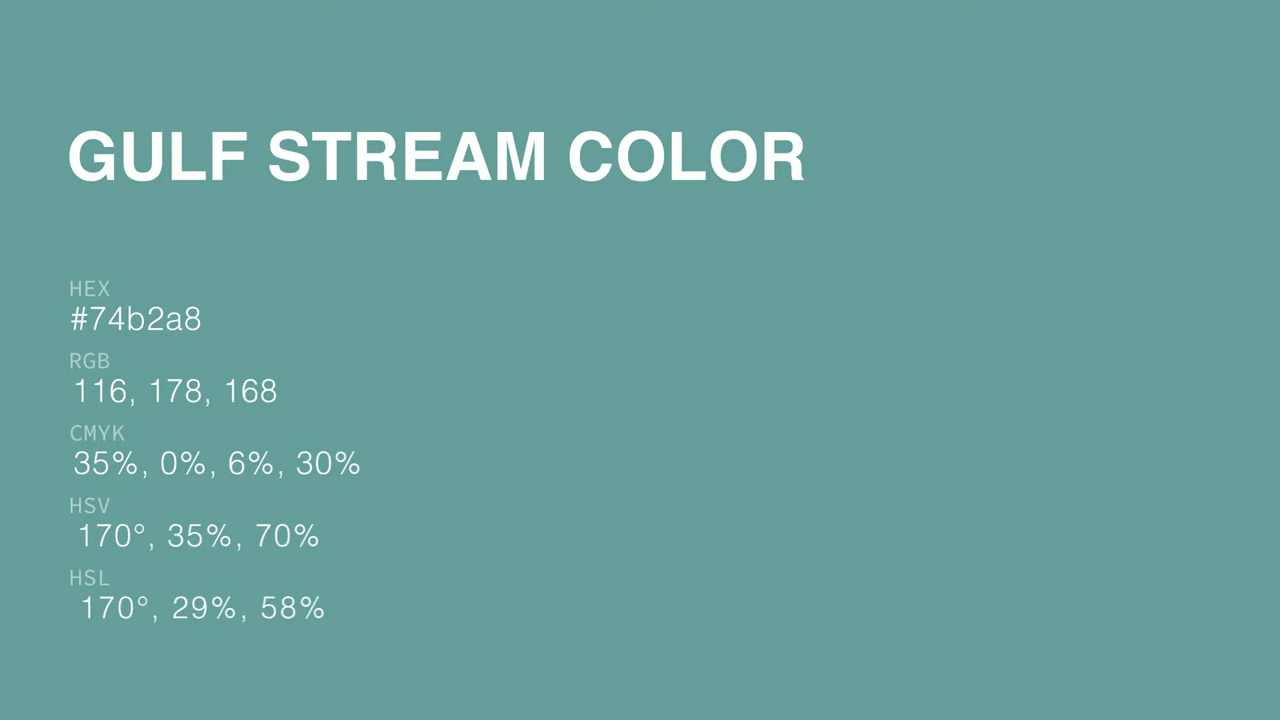 GULF STREAM COLOR
HEX
#74b2a8
RGB
116, 178, 168
CMYK
35%, 0%, 6%, 30%
HSV
170°, 35%, 70%
HSL
170°, 29%, 58%